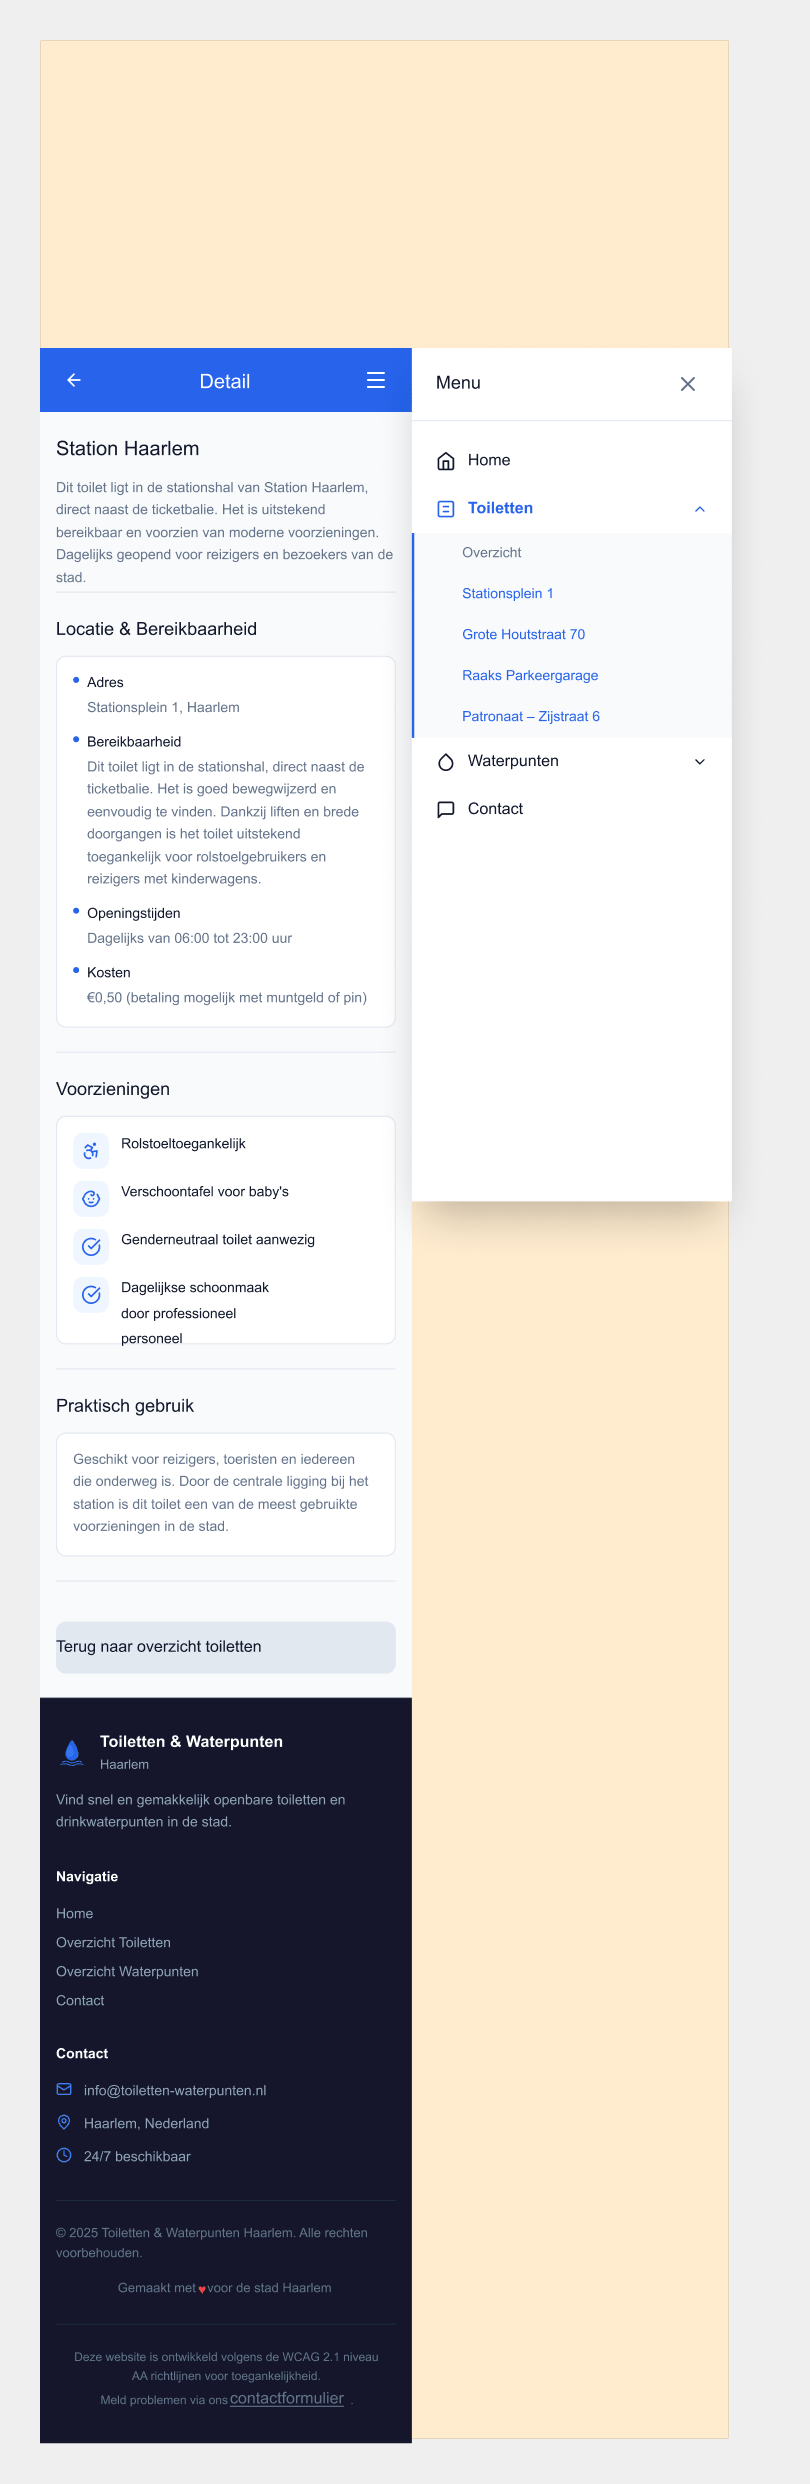 Detail
Station Haarlem
Dit toilet ligt in de stationshal van Station Haarlem,
direct naast de ticketbalie. Het is uitstekend
bereikbaar en voorzien van moderne voorzieningen.
Dagelijks geopend voor reizigers en bezoekers van de
stad.
Locatie & Bereikbaarheid
Adres
Stationsplein 1, Haarlem
Bereikbaarheid
Dit toilet ligt in de stationshal, direct naast de
ticketbalie. Het is goed bewegwijzerd en
eenvoudig te vinden. Dankzij liften en brede
doorgangen is het toilet uitstekend
toegankelijk voor rolstoelgebruikers en
reizigers met kinderwagens.
Openingstijden
Dagelijks van 06:00 tot 23:00 uur
Kosten
€0,50 (betaling mogelijk met muntgeld of pin)
Voorzieningen
Rolstoeltoegankelijk
Verschoontafel voor baby's
Genderneutraal toilet aanwezig
Dagelijkse schoonmaak
door professioneel
personeel
Praktisch gebruik
Geschikt voor reizigers, toeristen en iedereen
die onderweg is. Door de centrale ligging bij het
station is dit toilet een van de meest gebruikte
voorzieningen in de stad.
Terug naar overzicht toiletten
Toiletten & Waterpunten
Haarlem
Vind snel en gemakkelijk openbare toiletten en
drinkwaterpunten in de stad.
Navigatie
Home
Overzicht Toiletten
Overzicht Waterpunten
Contact
Contact
info@toiletten-waterpunten.nl
Haarlem, Nederland
24/7 beschikbaar
© 2025 Toiletten & Waterpunten Haarlem. Alle rechten
voorbehouden.
Gemaakt met ♥ voor de stad Haarlem
Deze website is ontwikkeld volgens de WCAG 2.1 niveau
AA richtlijnen voor toegankelijkheid.
Meld problemen via ons contactformulier .
Menu
Home
Toiletten
Overzicht
Stationsplein 1
Grote Houtstraat 70
Raaks Parkeergarage
Patronaat – Zijstraat 6
Waterpunten
Contact